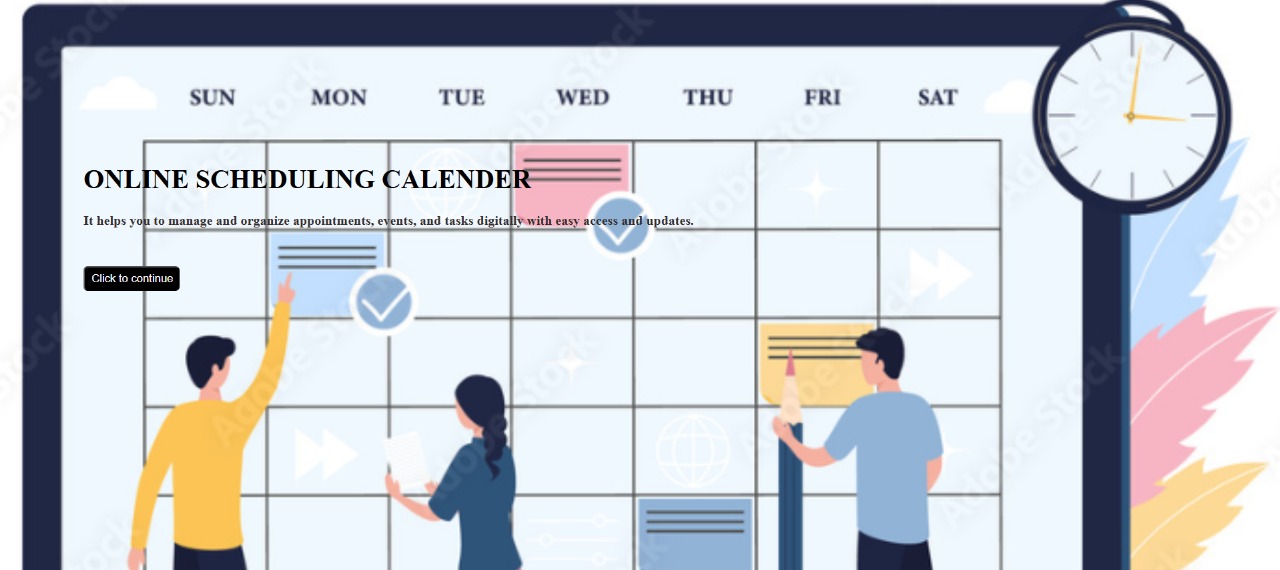 SUN MON TUE WED THU FRI SAT
ONLINE SCHEDULING CALENDER
It helps you to manage and organize appointments, events, and tasks digitally with easy access and updates.
Click to continue
Adobe Stock